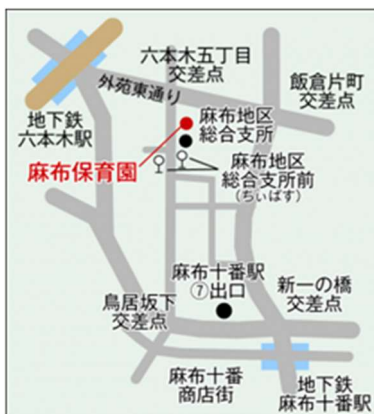 六本木五丁目
交差点
外苑東通り
飯倉片町
交差点
地下鉄
六本木駅
麻布地区
総合支所
麻布保育園
麻布地区
総合支所前
(ちぃばす)
麻布十番駅
⑦出口
新一の橋
交差点
鳥居坂下
交差点
麻布十番
商店街
地下鉄
麻布十番駅